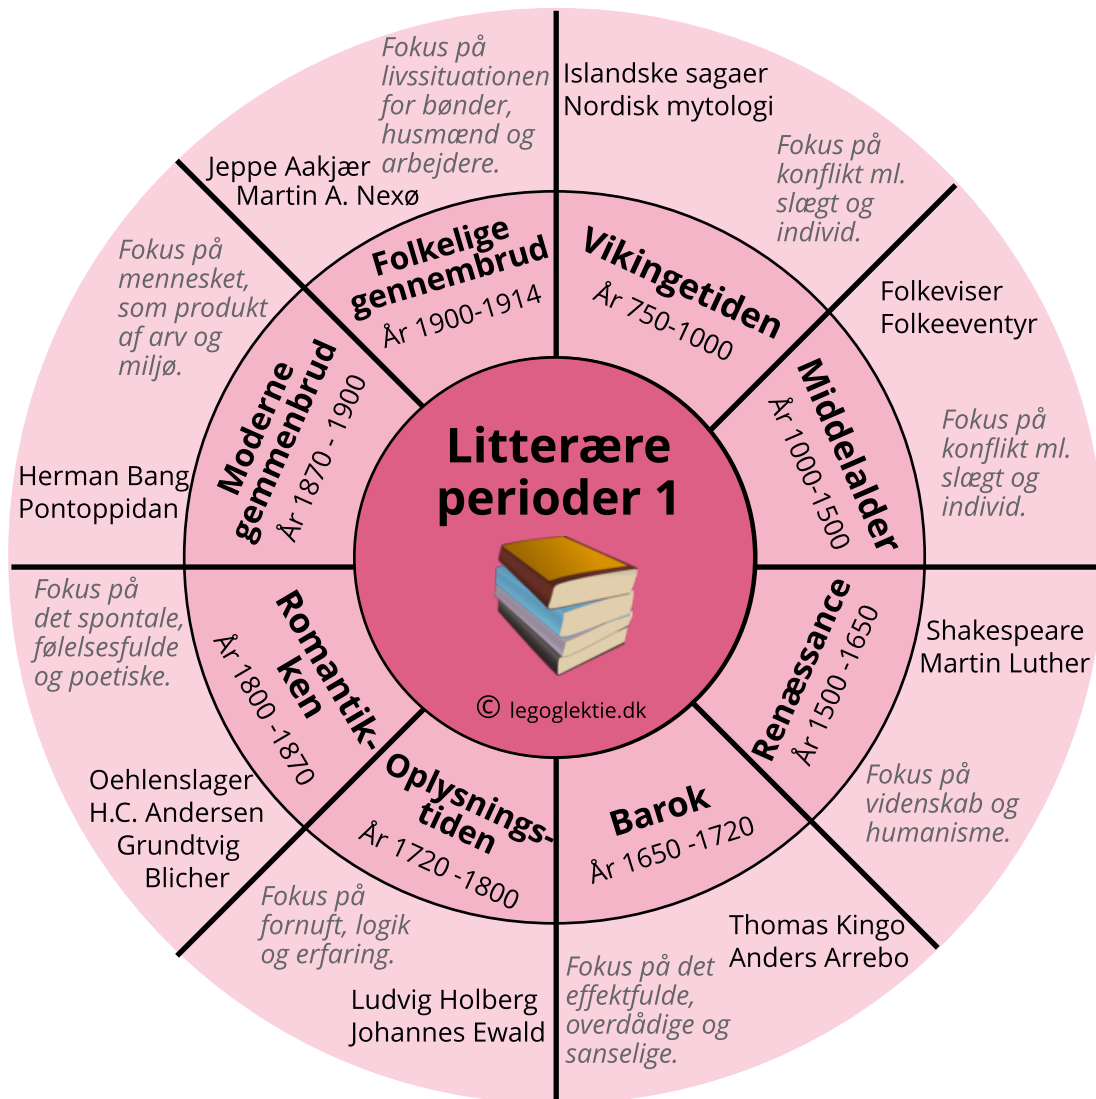 Litterære
perioder 1
© legoglektie.dk
Vikingetiden
År 750-1000
Islandske sagaer
Nordisk mytologi
Fokus på
konflikt ml.
slægt og
individ.
Middelalder
År 1000-1500
Folkeviser
Folkeeventyr
Fokus på
konflikt ml.
slægt og
individ.
Renæssance
År 1500 -1650
Shakespeare
Martin Luther
Fokus på
videnskab og
humanisme.
Barok
År 1650 -1720
Thomas Kingo
Anders Arrebo
Fokus på det
effektfulde,
overdådige og
sanselige.
Oplysnings-
tiden
År 1720 -1800
Fokus på
fornuft, logik
og erfaring.
Ludvig Holberg
Johannes Ewald
Romantik-
ken
År 1800 -1870
Fokus på
det spontale,
følelsesfulde
og poetiske.
Oehlenslager
H.C. Andersen
Grundtvig
Blicher
Moderne
gemmenbrud
År 1870 - 1900
Fokus på
mennesket,
som produkt
af arv og
miljø.
Herman Bang
Pontoppidan
Folkelige
gennembrud
År 1900-1914
Fokus på
livssituationen
for bønder,
husmænd og
arbejdere.
Jeppe Aakjær
Martin A. Nexø